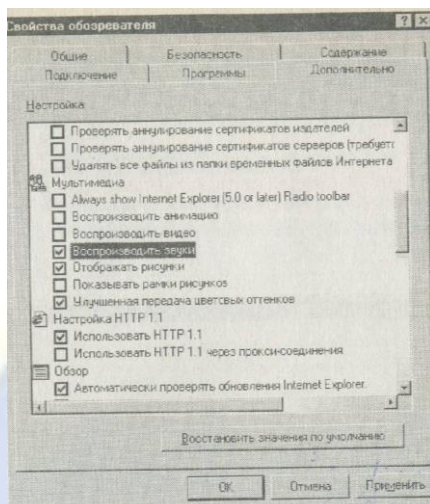 Свойства обозревателя
Общие Безопасность Содержание
Подключение Программы Дополнительно
Настройка
Проверять аннулирование сертификатов издателей
Проверять аннулирование сертификатов серверов (требуетс
Удалять все файлы из папки временных файлов Интернета
Мультимедиа
Always show Internet Explorer (5.0 or later) Radio toolbar
Воспроизводить анимацию
Воспроизводить видео
Воспроизводить звуки
Отображать рисунки
Показывать рамки рисунков
Улучшенная передача цветовых оттенков
Настройка HTTP 1.1
Использовать HTTP 1.1
Использовать HTTP 1.1 через прокси-соединения
Обзор
Автоматически проверять обновления Internet Explorer.
Восстановить значения по умолчанию
OK Отмена Применить